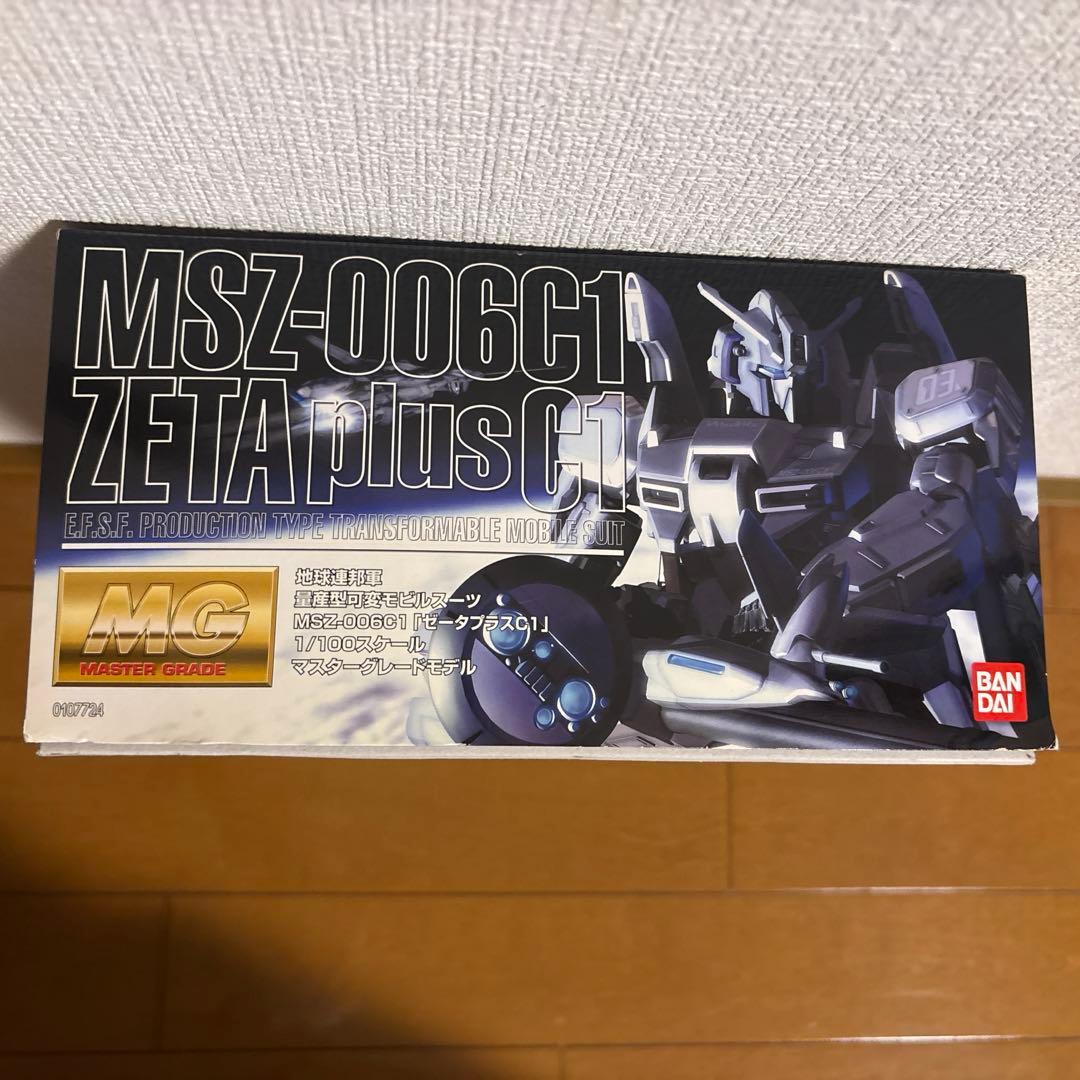 MSZ-006C1
ZETA plus C1
E.F.S.F. PRODUCTION TYPE TRANSFORMABLE MOBILE SUIT
MG
MASTER GRADE
地球連邦軍
量産型可変モビルスーツ
MSZ-006C1「ゼータプラスC1」
1/100スケール
マスターグレードモデル
0107724
03
BAN
DAI